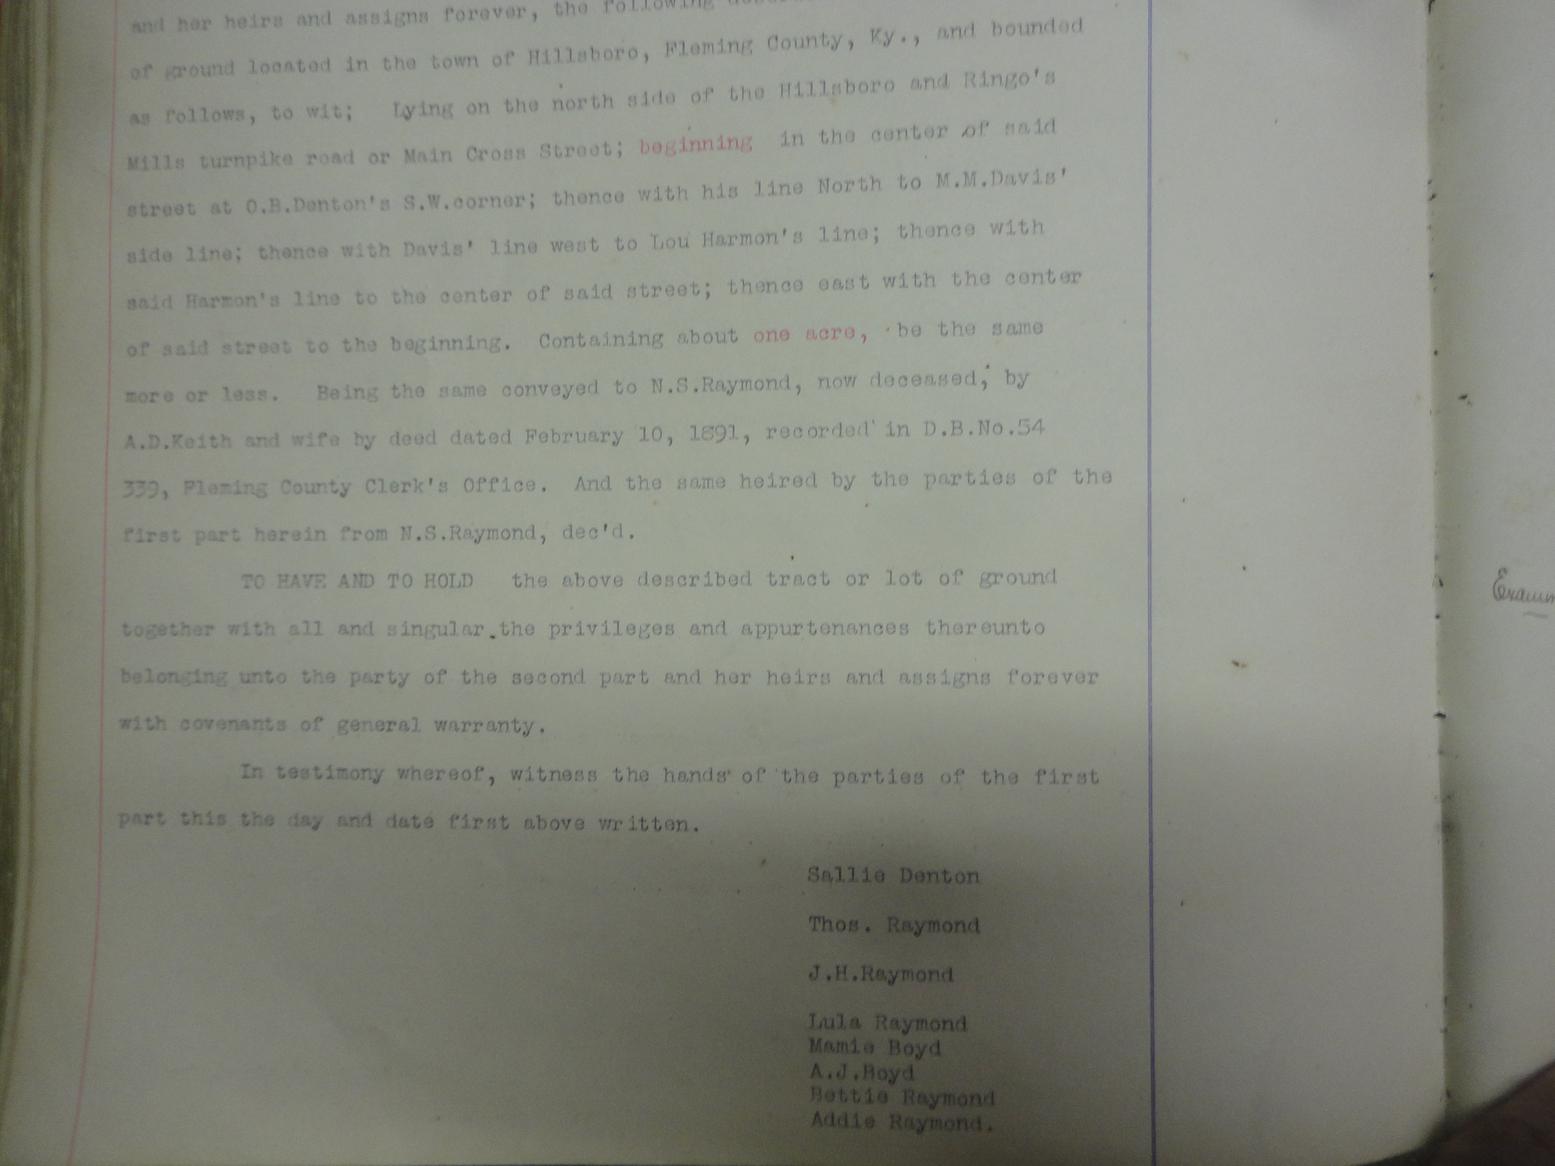 and her heirs and assigns forever, the following
of ground located in the town of Hillsboro, Fleming County, Ky., and bounded
as follows, to wit; Lying on the north side of the Hillsboro and Ringo's
Mills turnpike road or Main Cross Street; beginning in the center of said
street at O.B.Denton's S.W.corner; thence with his line North to M.M.Davis'
side line; thence with Davis' line west to Lou Harmon's line; thence with
said Harmon's line to the center of said street; thence east with the center
of said street to the beginning. Containing about one acre, be the same
more or less. Being the same conveyed to N.S.Raymond, now deceased, by
A.D.Keith and wife by deed dated February 10, 1891, recorded in D.B.No.54
339, Fleming County Clerk's Office. And the same heired by the parties of the
first part herein from N.S.Raymond, dec'd.
TO HAVE AND TO HOLD the above described tract or lot of ground
together with all and singular.the privileges and appurtenances thereunto
belonging unto the party of the second part and her heirs and assigns forever
with covenants of general warranty.
In testimony whereof, witness the hands of the parties of the first
part this the day and date first above written.
Sallie Denton
Thos. Raymond
J.H.Raymond
Lula Raymond
Mamie Boyd
A.J.Boyd
Bettie Raymond
Addie Raymond.